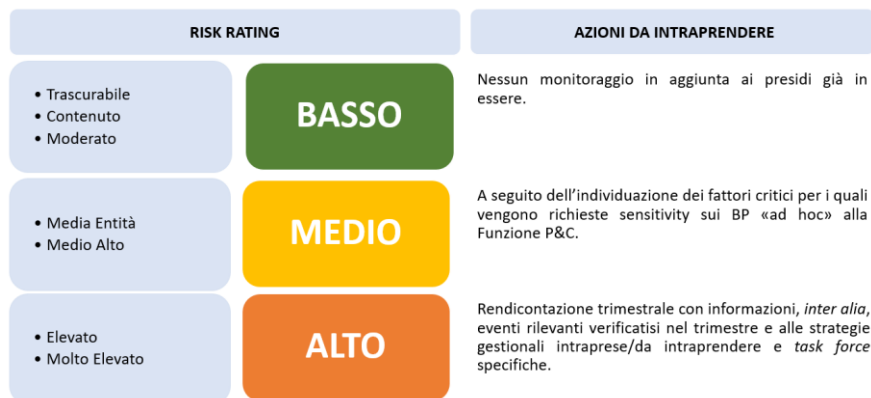 RISK RATING
AZIONI DA INTRAPRENDERE
• Trascurabile
• Contenuto
• Moderato
BASSO
Nessun monitoraggio in aggiunta ai presidi già in
essere.
• Media Entità
• Medio Alto
MEDIO
A seguito dell’individuazione dei fattori critici per i quali
vengono richieste sensitivity sui BP «ad hoc» alla
Funzione P&C.
• Elevato
• Molto Elevato
ALTO
Rendicontazione trimestrale con informazioni, inter alia,
eventi rilevanti verificatisi nel trimestre e alle strategie
gestionali intraprese/da intraprendere e task force
specifiche.